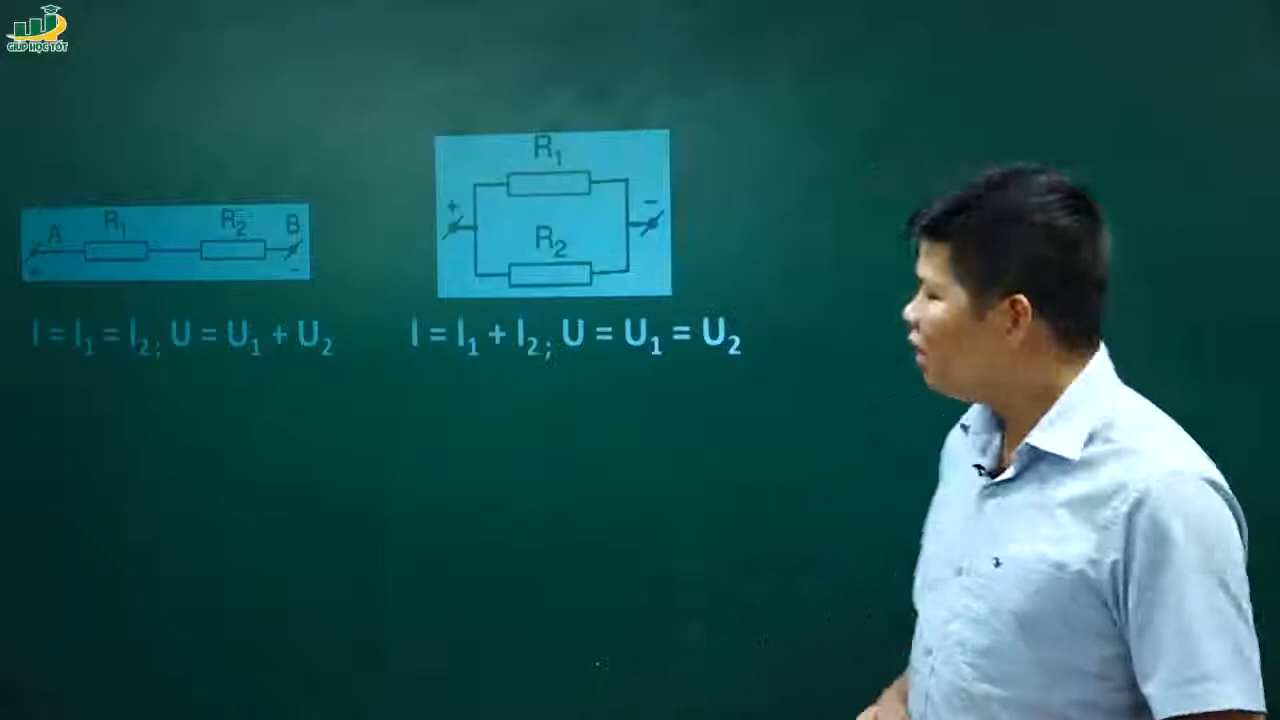 GIÚP HỌC TỐT
R1
+
−
A
R1
R2
B
R2
−
I = I1 = I2; U = U1 + U2
I = I1 + I2; U = U1 = U2